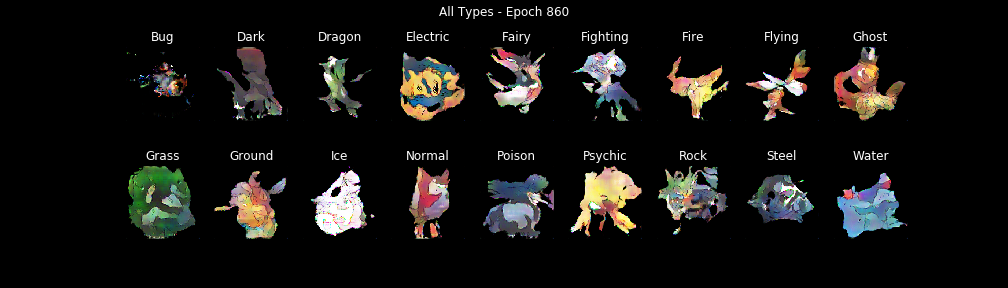 All Types - Epoch 860
Bug Dark Dragon Electric Fairy Fighting Fire Flying Ghost
Grass Ground Ice Normal Poison Psychic Rock Steel Water